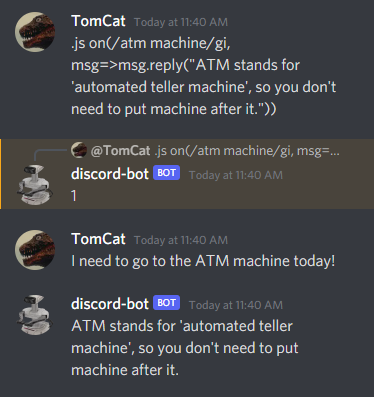 TomCat Today at 11:40 AM
.js on(/atm machine/gi,
msg=>msg.reply("ATM stands for
'automated teller machine', so you don't
need to put machine after it."))
@TomCat .js on(/atm machine/gi, msg=...
discord-bot BOT Today at 11:40 AM
1
TomCat Today at 11:40 AM
I need to go to the ATM machine today!
discord-bot BOT Today at 11:40 AM
ATM stands for 'automated teller
machine', so you don't need to put
machine after it.